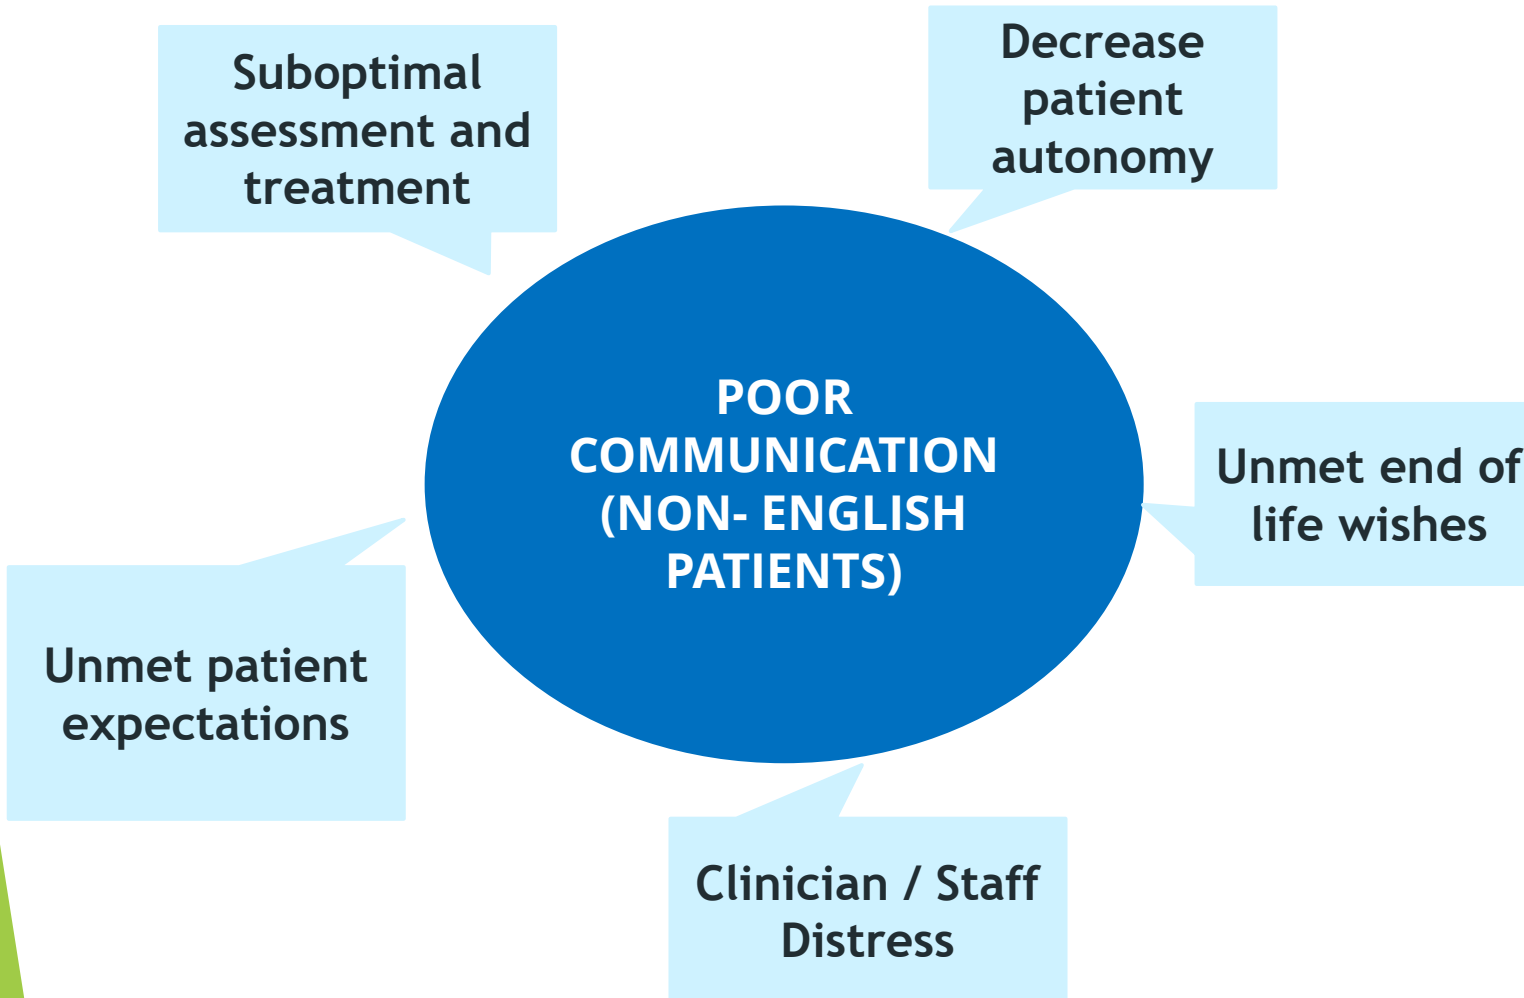 Suboptimal
assessment and
treatment
Decrease
patient
autonomy
POOR
COMMUNICATION
(NON- ENGLISH
PATIENTS)
Unmet end of
life wishes
Unmet patient
expectations
Clinician / Staff
Distress